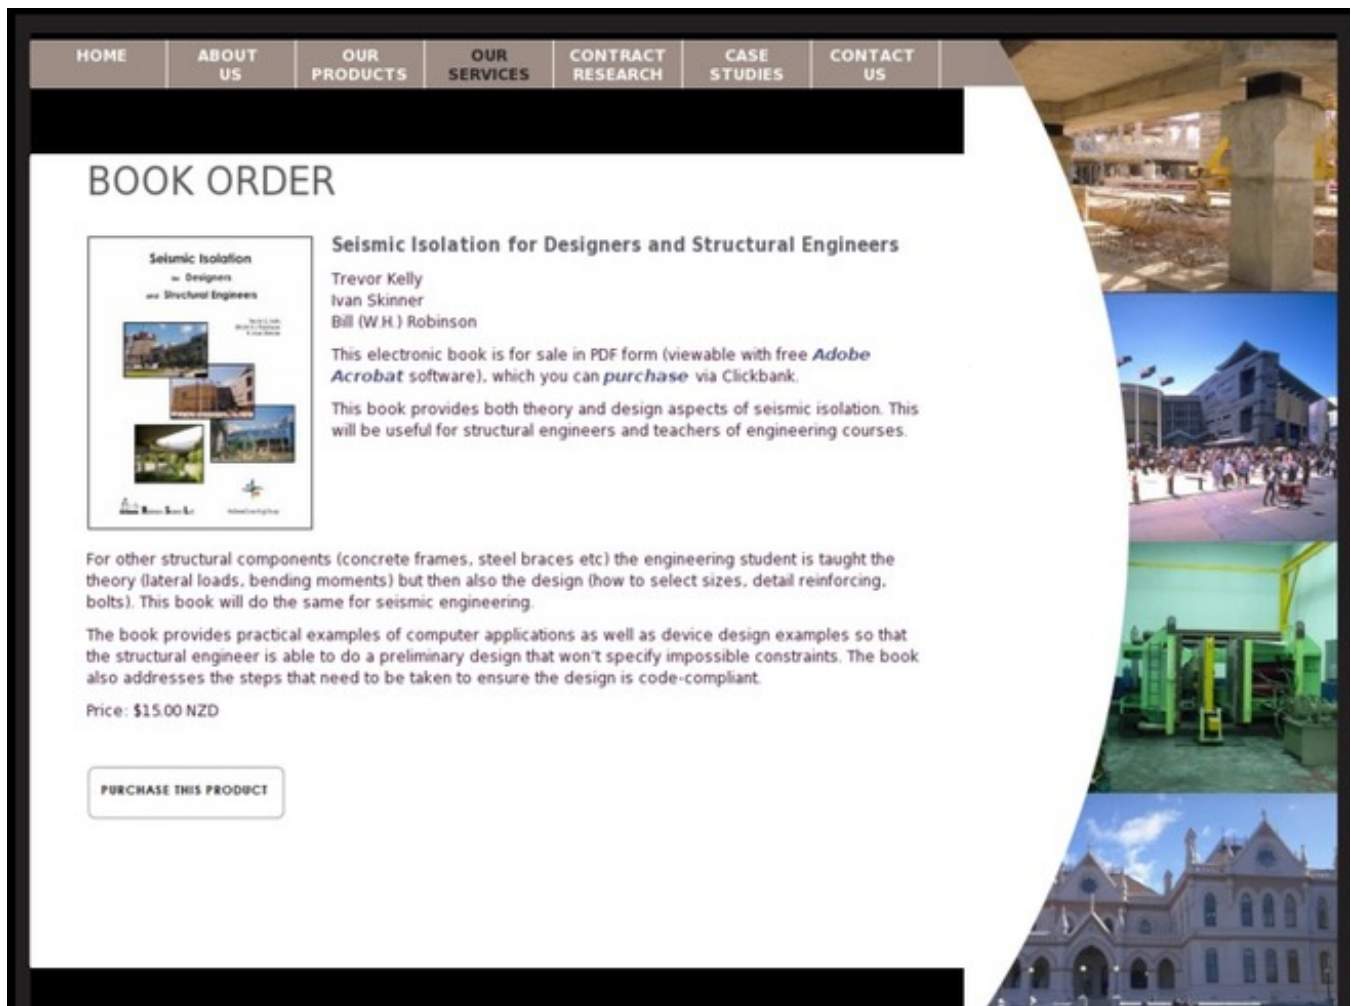 HOME
ABOUT
US
OUR
PRODUCTS
OUR
SERVICES
CONTRACT
RESEARCH
CASE
STUDIES
CONTACT
US
BOOK ORDER
Seismic Isolation
for Designers
and Structural Engineers
Seismic Isolation for Designers and Structural Engineers
Trevor Kelly
Ivan Skinner
Bill (W.H.) Robinson
This electronic book is for sale in PDF form (viewable with free Adobe
Acrobat software), which you can purchase via Clickbank.
This book provides both theory and design aspects of seismic isolation. This
will be useful for structural engineers and teachers of engineering courses.
For other structural components (concrete frames, steel braces etc) the engineering student is taught the
theory (lateral loads, bending moments) but then also the design (how to select sizes, detail reinforcing,
bolts). This book will do the same for seismic engineering.
The book provides practical examples of computer applications as well as device design examples so that
the structural engineer is able to do a preliminary design that won't specify impossible constraints. The book
also addresses the steps that need to be taken to ensure the design is code-compliant.
Price: $15.00 NZD
PURCHASE THIS PRODUCT